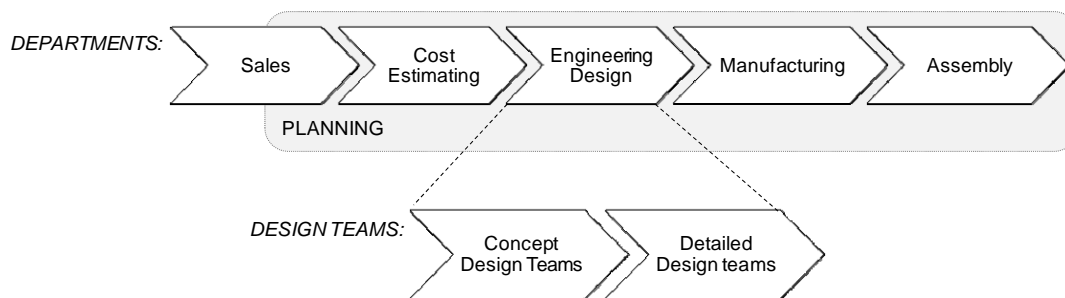 DEPARTMENTS:
Sales
Cost
Estimating
Engineering
Design
Manufacturing
Assembly
PLANNING
DESIGN TEAMS:
Concept
Design Teams
Detailed
Design teams